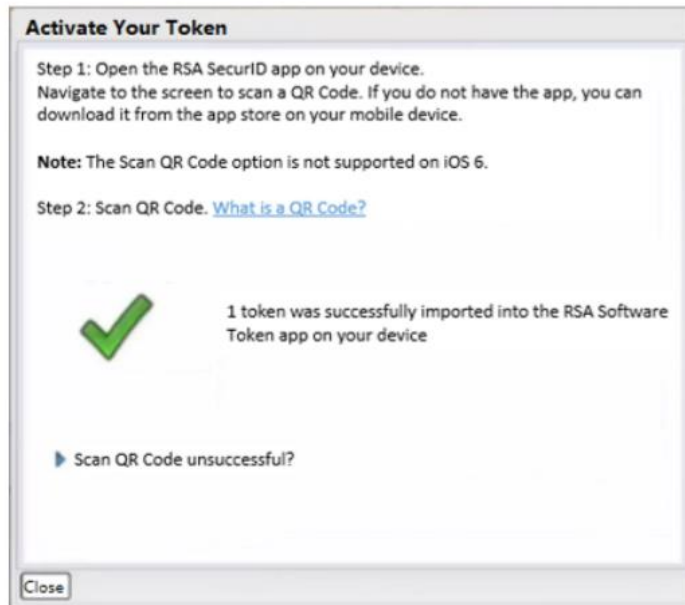 Activate Your Token
Step 1: Open the RSA SecurID app on your device.
Navigate to the screen to scan a QR Code. If you do not have the app, you can
download it from the app store on your mobile device.
Note: The Scan QR Code option is not supported on iOS 6.
Step 2: Scan QR Code. What is a QR Code?
1 token was successfully imported into the RSA Software
Token app on your device
Scan QR Code unsuccessful?
Close